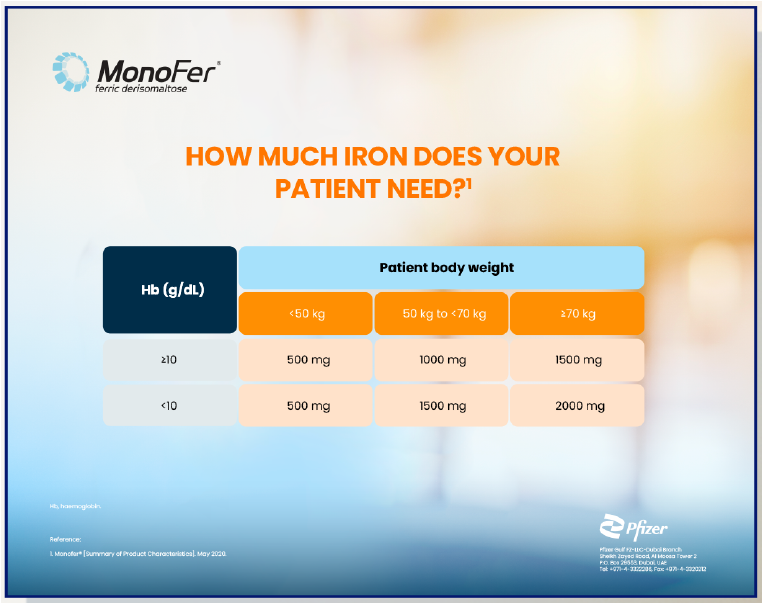 MonoFer®
ferric derisomaltose
HOW MUCH IRON DOES YOUR
PATIENT NEED?¹
Hb (g/dL)
Patient body weight
<50 kg
50 kg to <70 kg
≥70 kg
≥10
500 mg
1000 mg
1500 mg
<10
500 mg
1500 mg
2000 mg
Hb, haemoglobin.
Reference:
1. Monofer® [Summary of Product Characteristics]. May 2020.
Pfizer
Pfizer Gulf FZ-LLC-Dubai Branch
Sheikh Zayed Road, Al Moosa Tower 2
P.O. Box 26553, Dubai, UAE
Tel: +971-4-3322286, Fax: +971-4-3320212